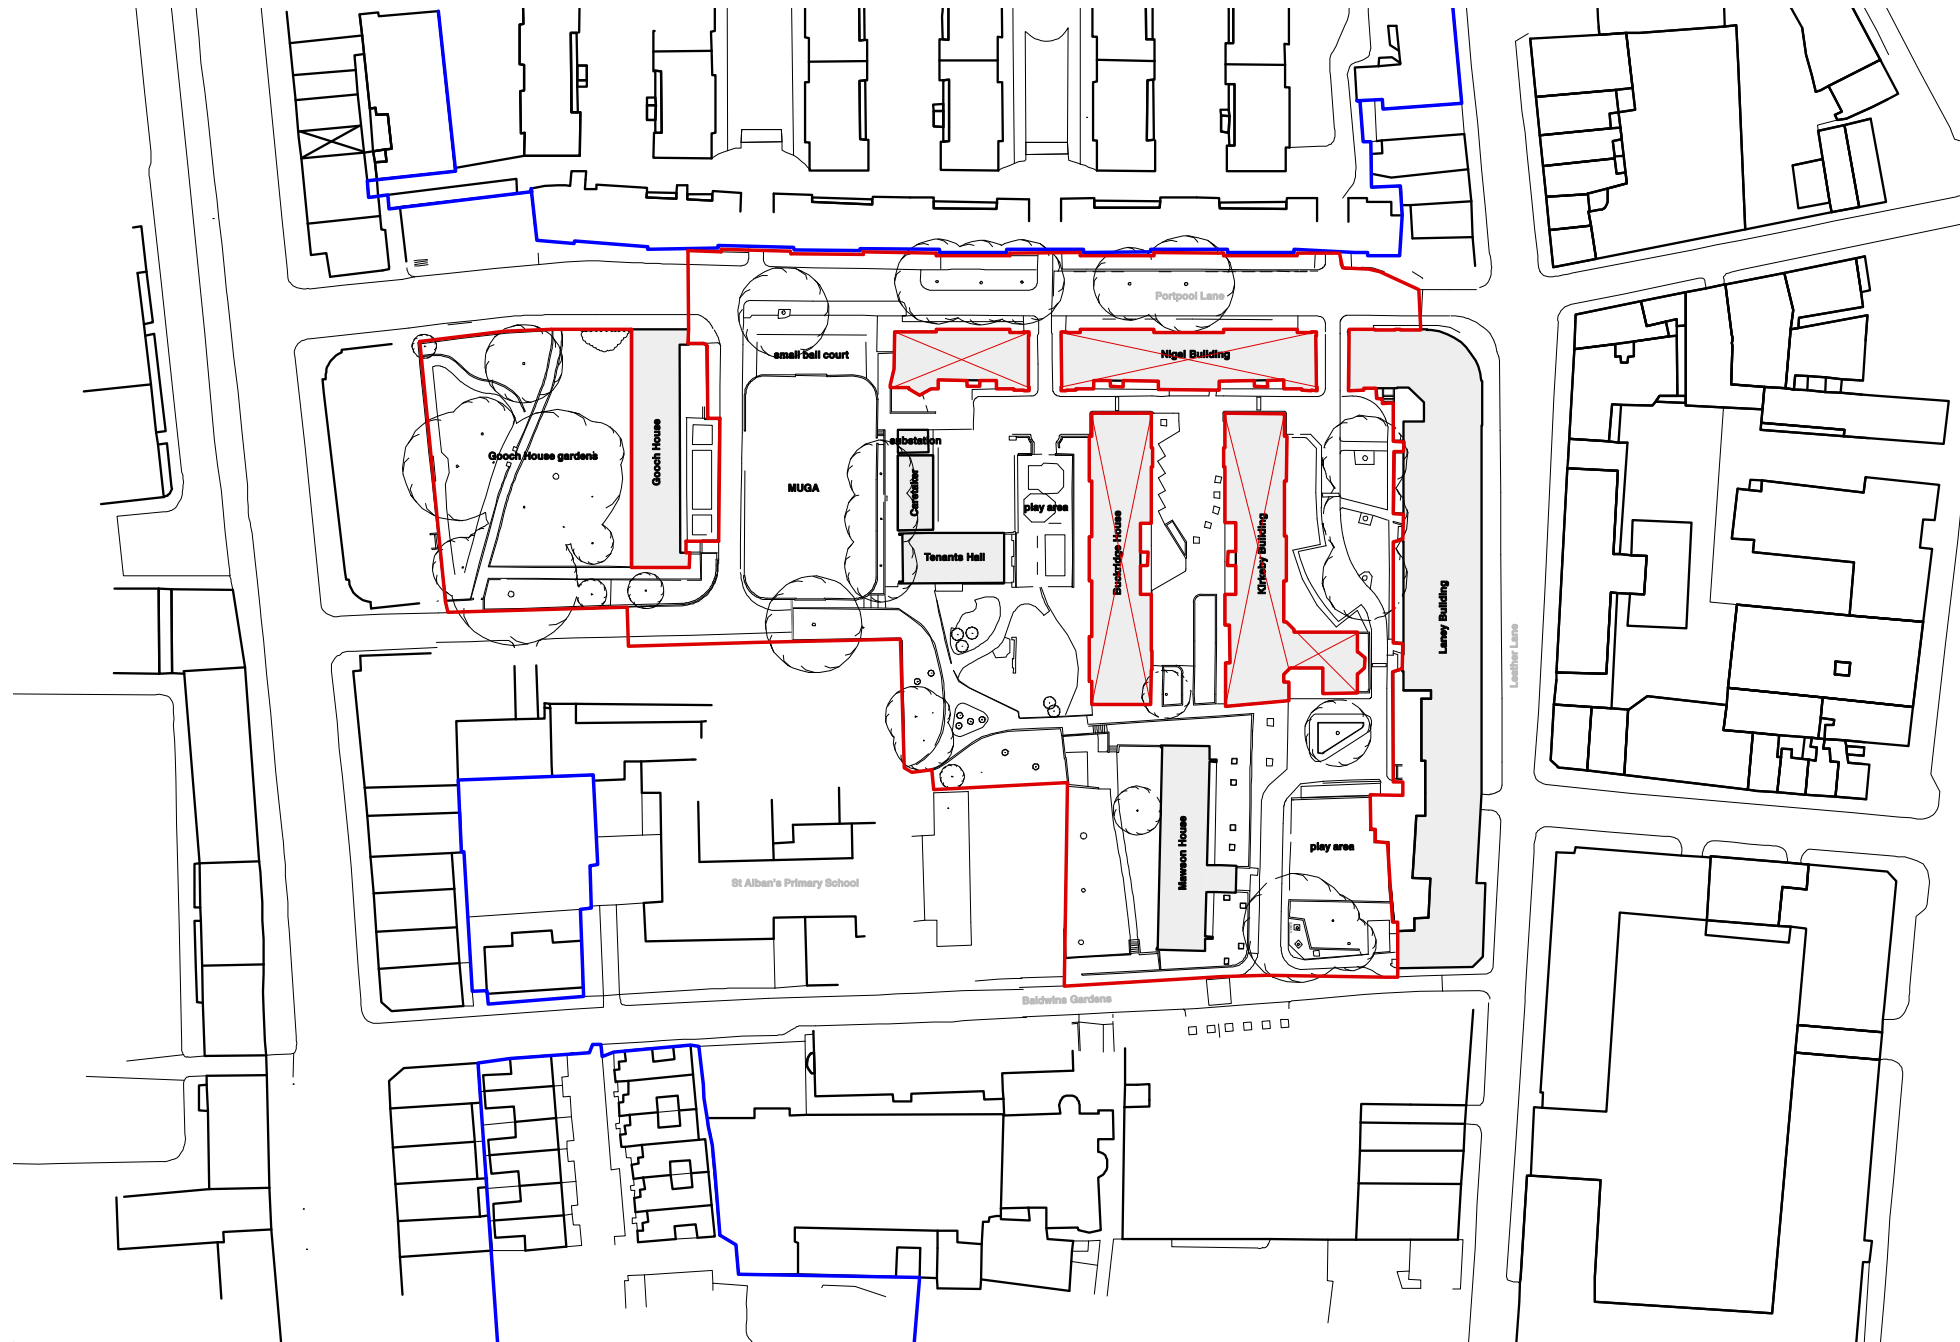 Portpool Lane
small ball court
Nigel Building
substation
Gooch House
Gooch House gardens
MUGA
Caretaker
play area
Buckridge House
Kirkeby Building
Tenants Hall
Laney Building
Leather Lane
Mawson House
play area
St Alban's Primary School
Baldwins Gardens